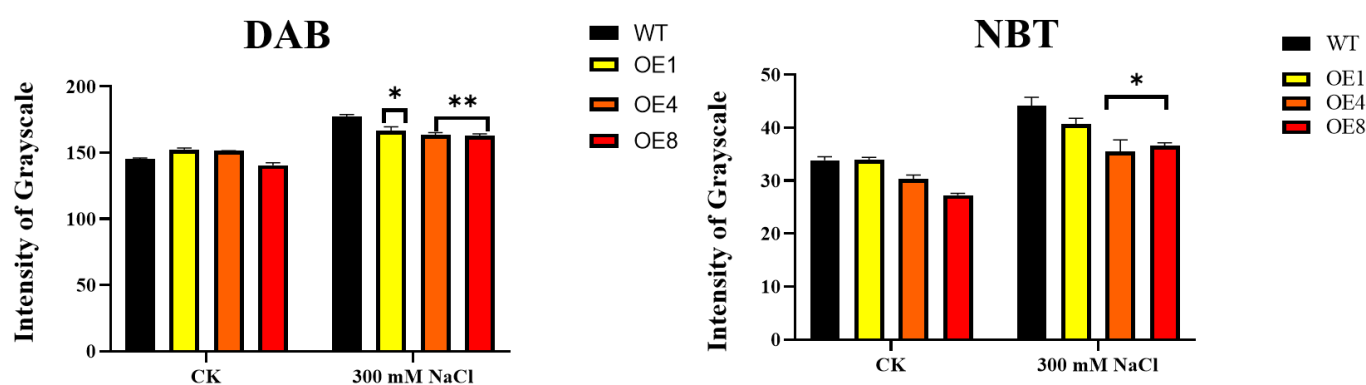 DAB
WT
OE1
OE4
OE8
Intensity of Grayscale
200
150
100
50
0
*
**
CK
300 mM NaCl
NBT
WT
OE1
OE4
OE8
Intensity of Grayscale
50
40
30
20
10
0
*
CK
300 mM NaCl